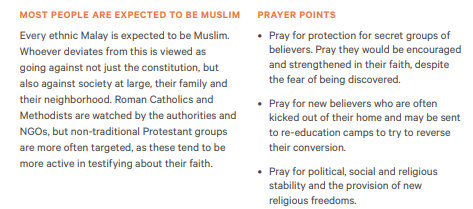 MOST PEOPLE ARE EXPECTED TO BE MUSLIM
Every ethnic Malay is expected to be Muslim.
Whoever deviates from this is viewed as
going against not just the constitution, but
also against society at large, their family and
their neighborhood. Roman Catholics and
Methodists are watched by the authorities and
NGOs, but non-traditional Protestant groups
are more often targeted, as these tend to be
more active in testifying about their faith.
PRAYER POINTS
• Pray for protection for secret groups of
believers. Pray they would be encouraged
and strengthened in their faith, despite
the fear of being discovered.
• Pray for new believers who are often
kicked out of their home and may be sent
to re-education camps to try to reverse
their conversion.
• Pray for political, social and religious
stability and the provision of new
religious freedoms.